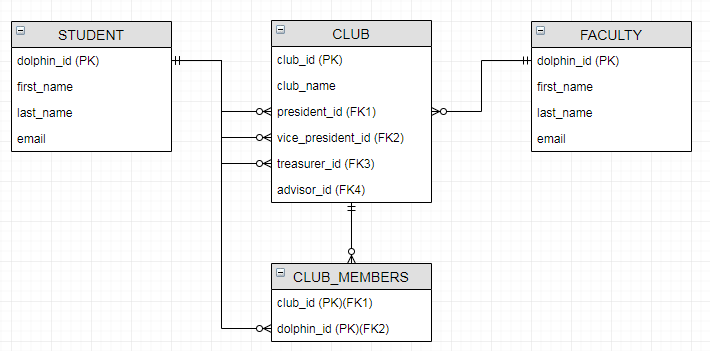 STUDENT
dolphin_id (PK)
first_name
last_name
email
CLUB
club_id (PK)
club_name
president_id (FK1)
vice_president_id (FK2)
treasurer_id (FK3)
advisor_id (FK4)
FACULTY
dolphin_id (PK)
first_name
last_name
email
CLUB_MEMBERS
club_id (PK)(FK1)
dolphin_id (PK)(FK2)